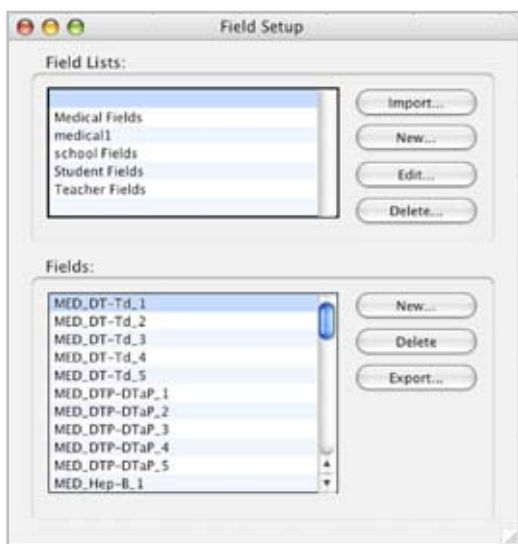 Field Setup
Field Lists:
Medical Fields
medical1
school Fields
Student Fields
Teacher Fields
Import...
New...
Edit...
Delete...
Fields:
MED_DT-Td_1
MED_DT-Td_2
MED_DT-Td_3
MED_DT-Td_4
MED_DT-Td_5
MED_DTP-DTaP_1
MED_DTP-DTaP_2
MED_DTP-DTaP_3
MED_DTP-DTaP_4
MED_DTP-DTaP_5
MED_Hep-B_1
New...
Delete
Export...